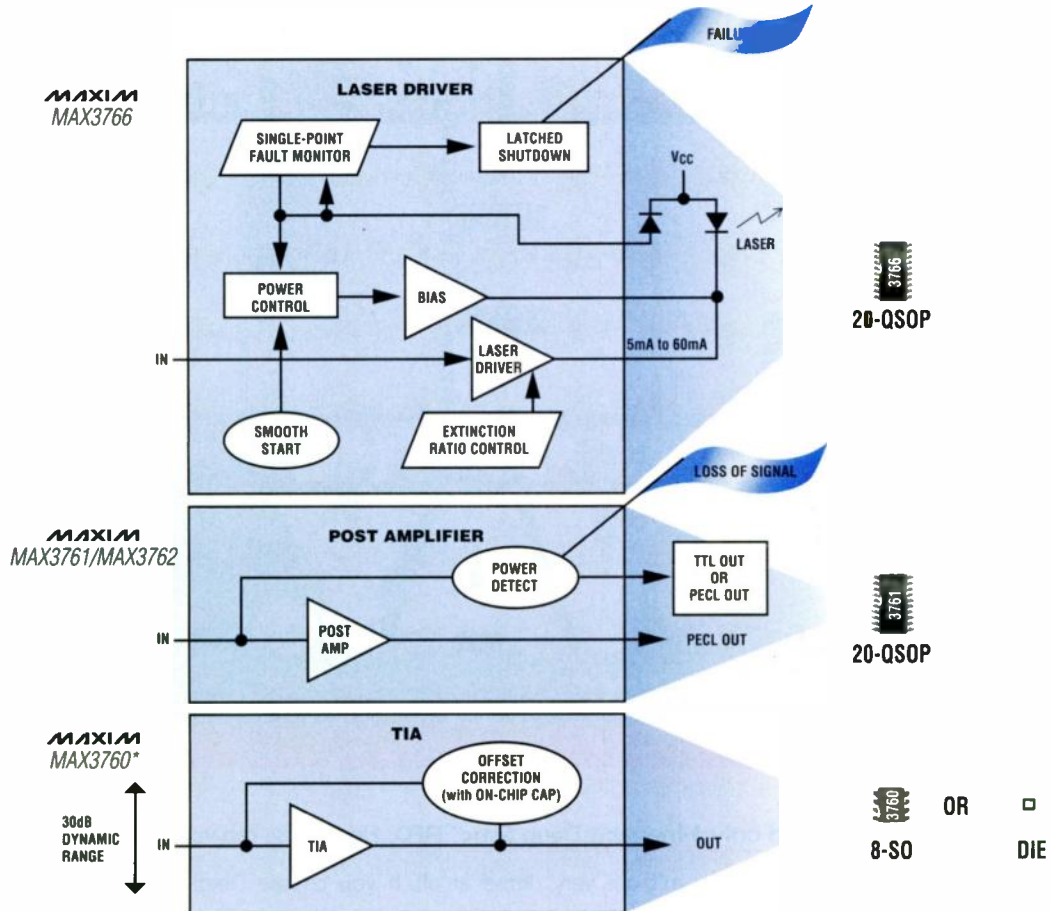 MAXIM
MAX3766
LASER DRIVER
SINGLE-POINT
FAULT MONITOR
LATCHED
SHUTDOWN
VCC
LASER
POWER
CONTROL
BIAS
LASER
DRIVER
5mA to 60mA
IN
SMOOTH
START
EXTINCTION
RATIO CONTROL
3766
20-QSOP
LOSS OF SIGNAL
MAXIM
MAX3761/MAX3762
POST AMPLIFIER
POWER
DETECT
TTL OUT
OR
PECL OUT
IN
POST
AMP
PECL OUT
3761
20-QSOP
MAXIM
MAX3760*
TIA
OFFSET
CORRECTION
(with ON-CHIP CAP)
30dB
DYNAMIC
RANGE
IN
TIA
OUT
3760
OR
8-SO
DIE